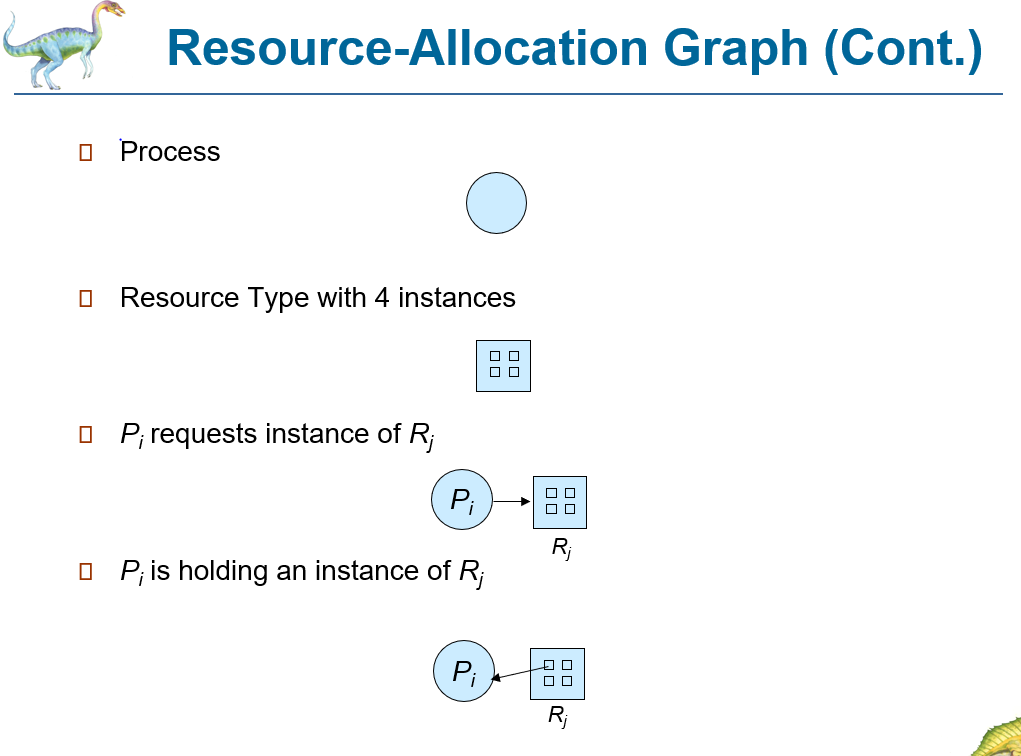 Resource-Allocation Graph (Cont.)
Process
Resource Type with 4 instances
Pi requests instance of Rj
Pi
Rj
Pi is holding an instance of Rj
Pi
Rj